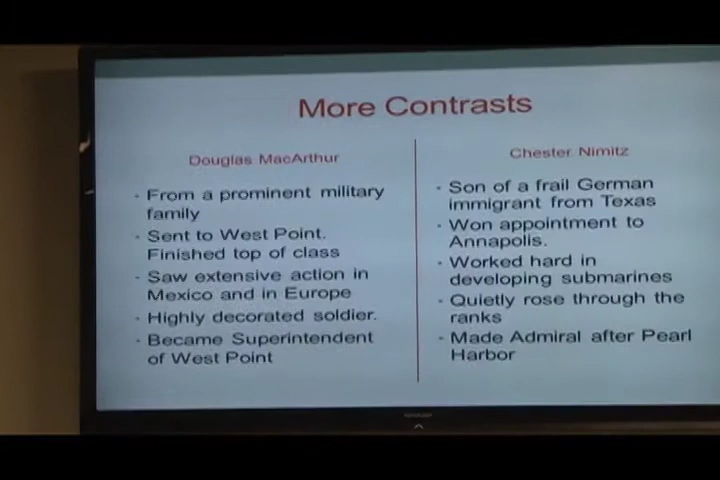 More Contrasts
Douglas MacArthur
- From a prominent military
family
- Sent to West Point.
Finished top of class
- Saw extensive action in
Mexico and in Europe
- Highly decorated soldier.
- Became Superintendent
of West Point
Chester Nimitz
- Son of a frail German
immigrant from Texas
- Won appointment to
Annapolis.
- Worked hard in
developing submarines
- Quietly rose through the
ranks
- Made Admiral after Pearl
Harbor